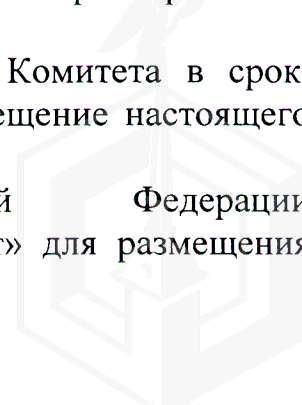 Комитета в срок
ещение настоящего
й Федерации
т» для размещения